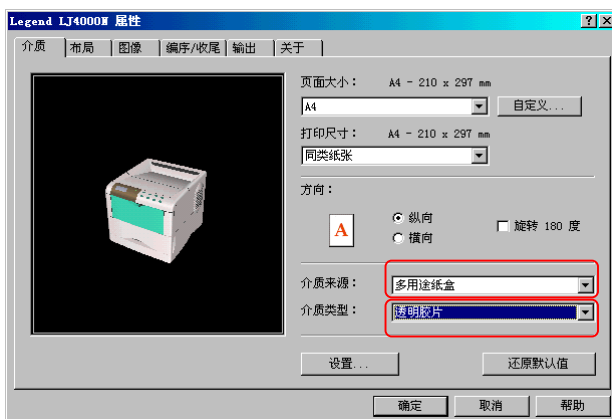 Legend LJ4000N 属性
介质 布局 图像 编序/收尾 输出 关于
页面大小： A4 - 210 x 297 mm
A4 自定义...
打印尺寸： A4 - 210 x 297 mm
同类纸张
方向：
A 纵向 旋转 180 度
横向
介质来源： 多用途纸盒
介质类型： 透明胶片
设置... 还原默认值
确定 取消 帮助